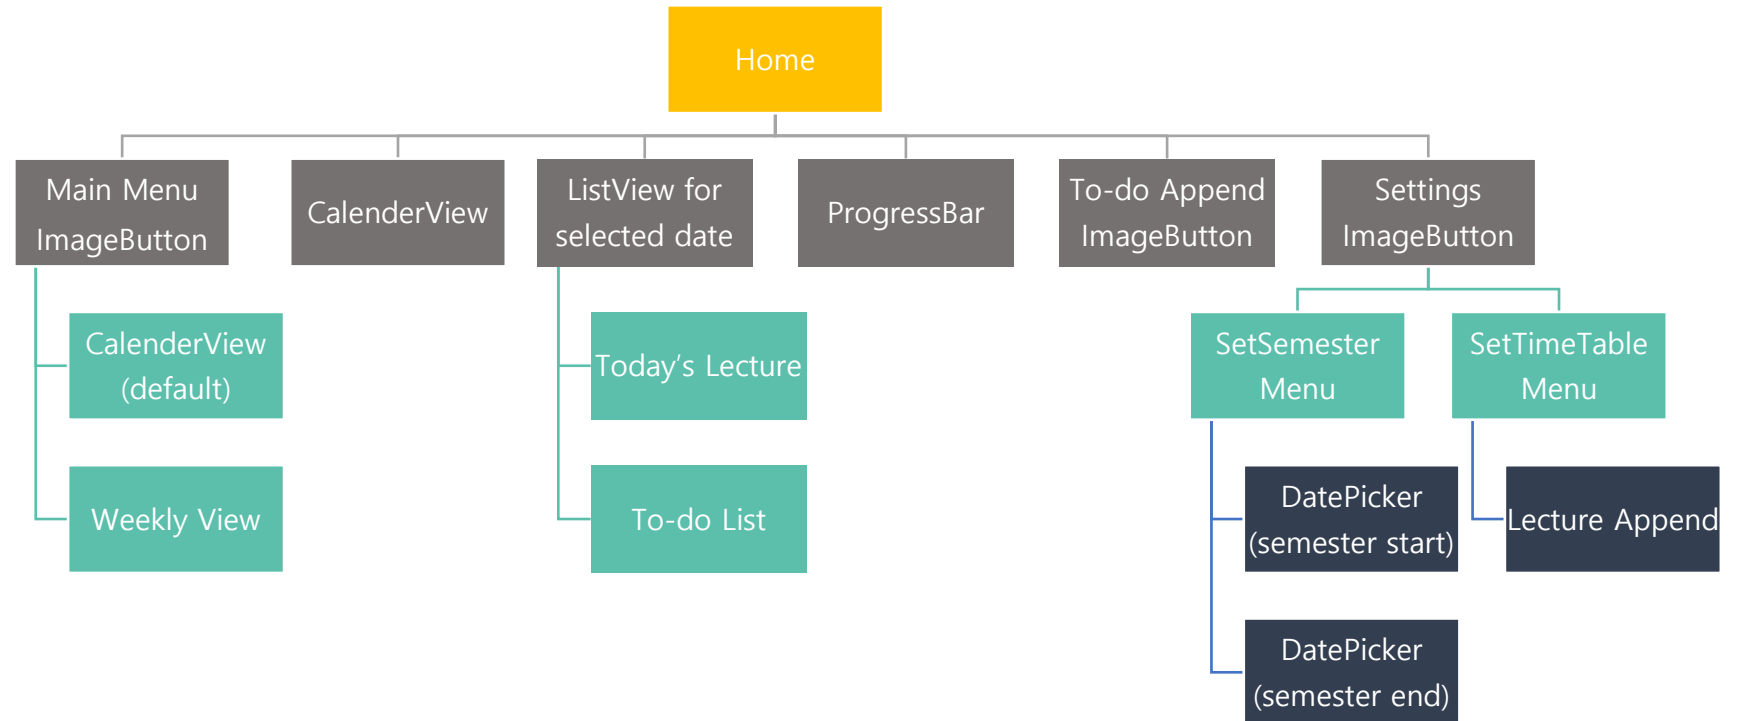 Home
Main Menu
ImageButton
CalenderView
ListView for
selected date
ProgressBar
To-do Append
ImageButton
Settings
ImageButton
CalenderView
(default)
Weekly View
Today’s Lecture
To-do List
SetSemester
Menu
SetTimeTable
Menu
DatePicker
(semester start)
DatePicker
(semester end)
Lecture Append